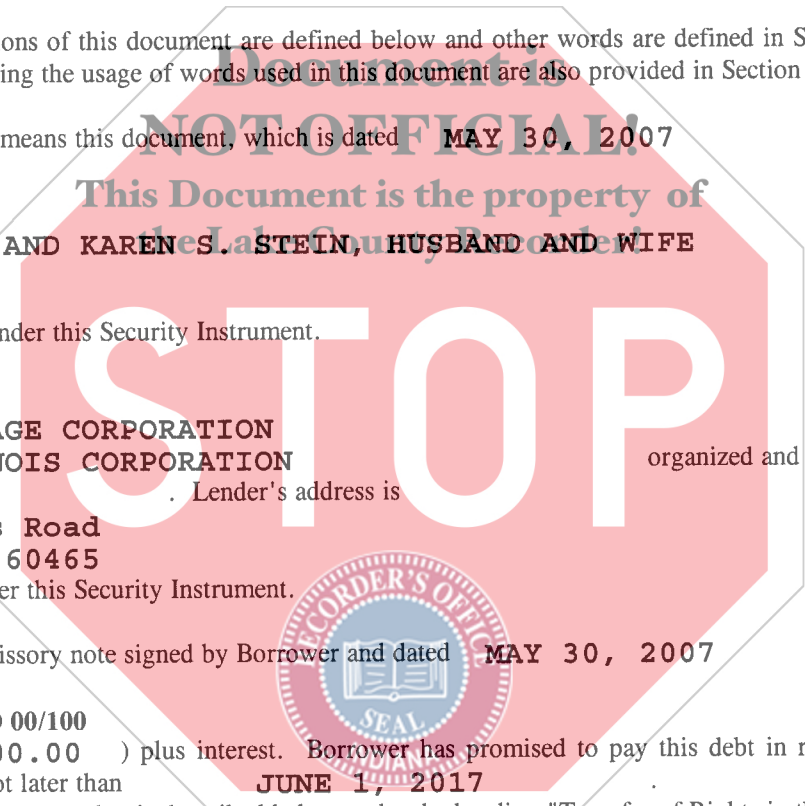 ons of this document are defined below and other words are defined in S
Document is
ing the usage of words used in this document are also provided in Section
means this document, which is dated MAY 30, 2007
NOT OFFICIAL!
This Document is the property of
the Lake County Recorder!
AND KAREN S. STEIN, HUSBAND AND WIFE
nder this Security Instrument.
STOP
AGE CORPORATION
NOIS CORPORATION organized and
. Lender's address is
s Road
60465
er this Security Instrument.
RECORDER'S OFFICE
issory note signed by Borrower and dated MAY 30, 2007
SEAL
INDIANA
00/100
00.00 ) plus interest. Borrower has promised to pay this debt in r
ot later than JUNE 1, 2017 .